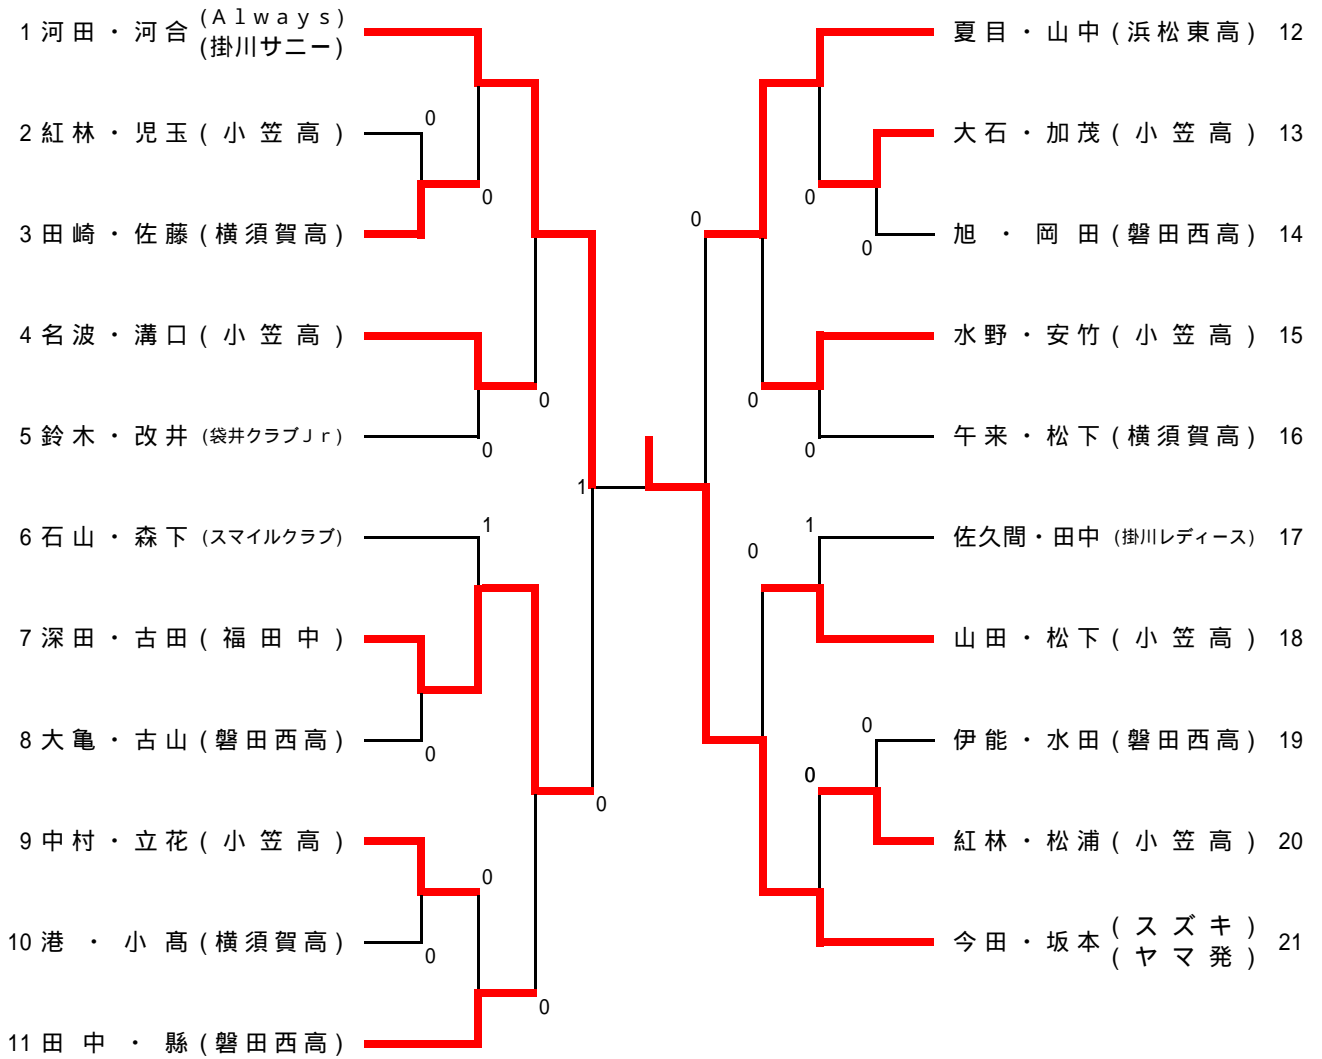 1 河田・河合 (Always)
(掛川サニー)
0
2 紅林・児玉 (小笠高)
0
3 田崎・佐藤 (横須賀高)
4 名波・溝口 (小笠高)
0
5 鈴木・改井 (袋井クラブJr)
0
1
1
6 石山・森下 (スマイルクラブ)
7 深田・古田 (福田中)
8 大亀・古山 (磐田西高)
0
0
9 中村・立花 (小笠高)
0
10 港・小髙 (横須賀高)
0
0
11 田中・縣 (磐田西高)
夏目・山中 (浜松東高) 12
大石・加茂 (小笠高) 13
0
0
旭・岡田 (磐田西高) 14
0
水野・安竹 (小笠高) 15
0
午来・松下 (横須賀高) 16
0
1
佐久間・田中 (掛川レディース) 17
0
山田・松下 (小笠高) 18
0
伊能・水田 (磐田西高) 19
0
紅林・松浦 (小笠高) 20
今田・坂本 (スズキ) 21
(ヤマ発)